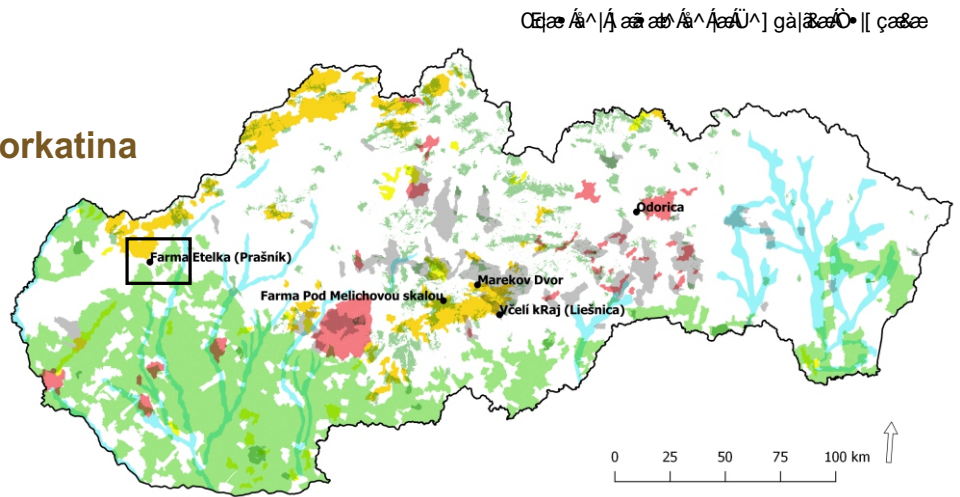 orkatina
Odorica
Farma Etelka (Prašník)
Marekov Dvor
Farma Pod Melichovou skalou
Včelí kRaj (Liešnica)
0 25 50 75 100 km